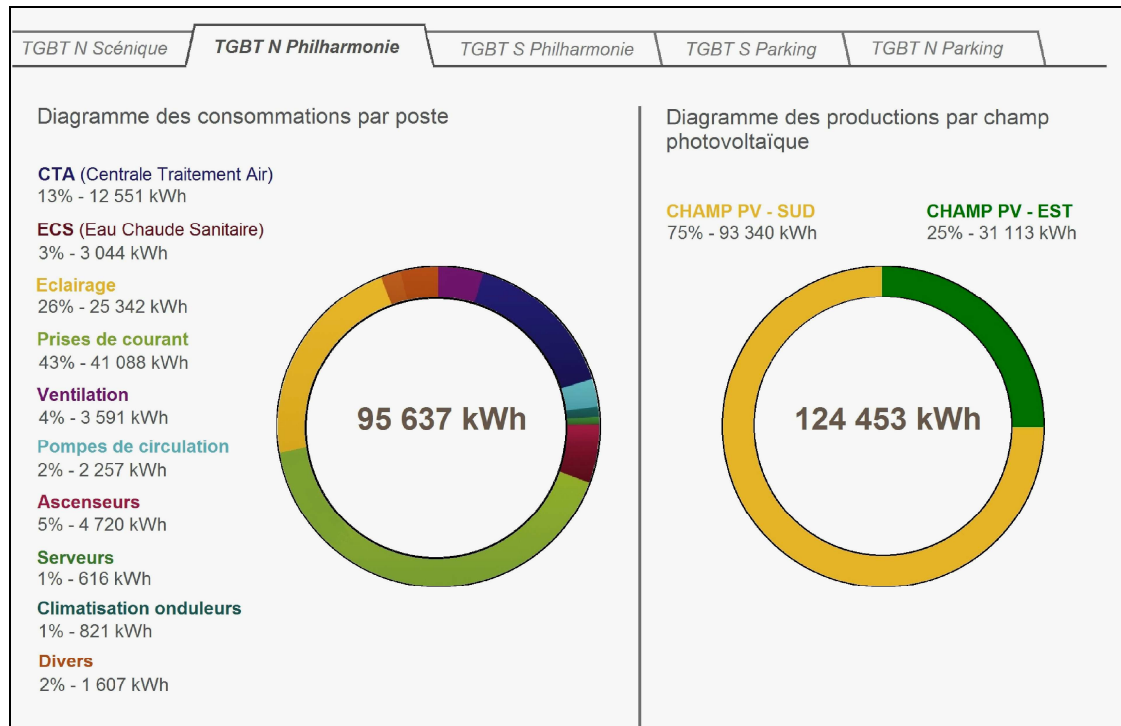 TGBT N Scénique
TGBT N Philharmonie
TGBT S Philharmonie
TGBT S Parking
TGBT N Parking
Diagramme des consommations par poste
CTA (Centrale Traitement Air)
13% - 12 551 kWh
ECS (Eau Chaude Sanitaire)
3% - 3 044 kWh
Eclairage
26% - 25 342 kWh
Prises de courant
43% - 41 088 kWh
Ventilation
4% - 3 591 kWh
Pompes de circulation
2% - 2 257 kWh
Ascenseurs
5% - 4 720 kWh
Serveurs
1% - 616 kWh
Climatisation onduleurs
1% - 821 kWh
Divers
2% - 1 607 kWh
95 637 kWh
Diagramme des productions par champ
photovoltaïque
CHAMP PV - SUD
75% - 93 340 kWh
CHAMP PV - EST
25% - 31 113 kWh
124 453 kWh